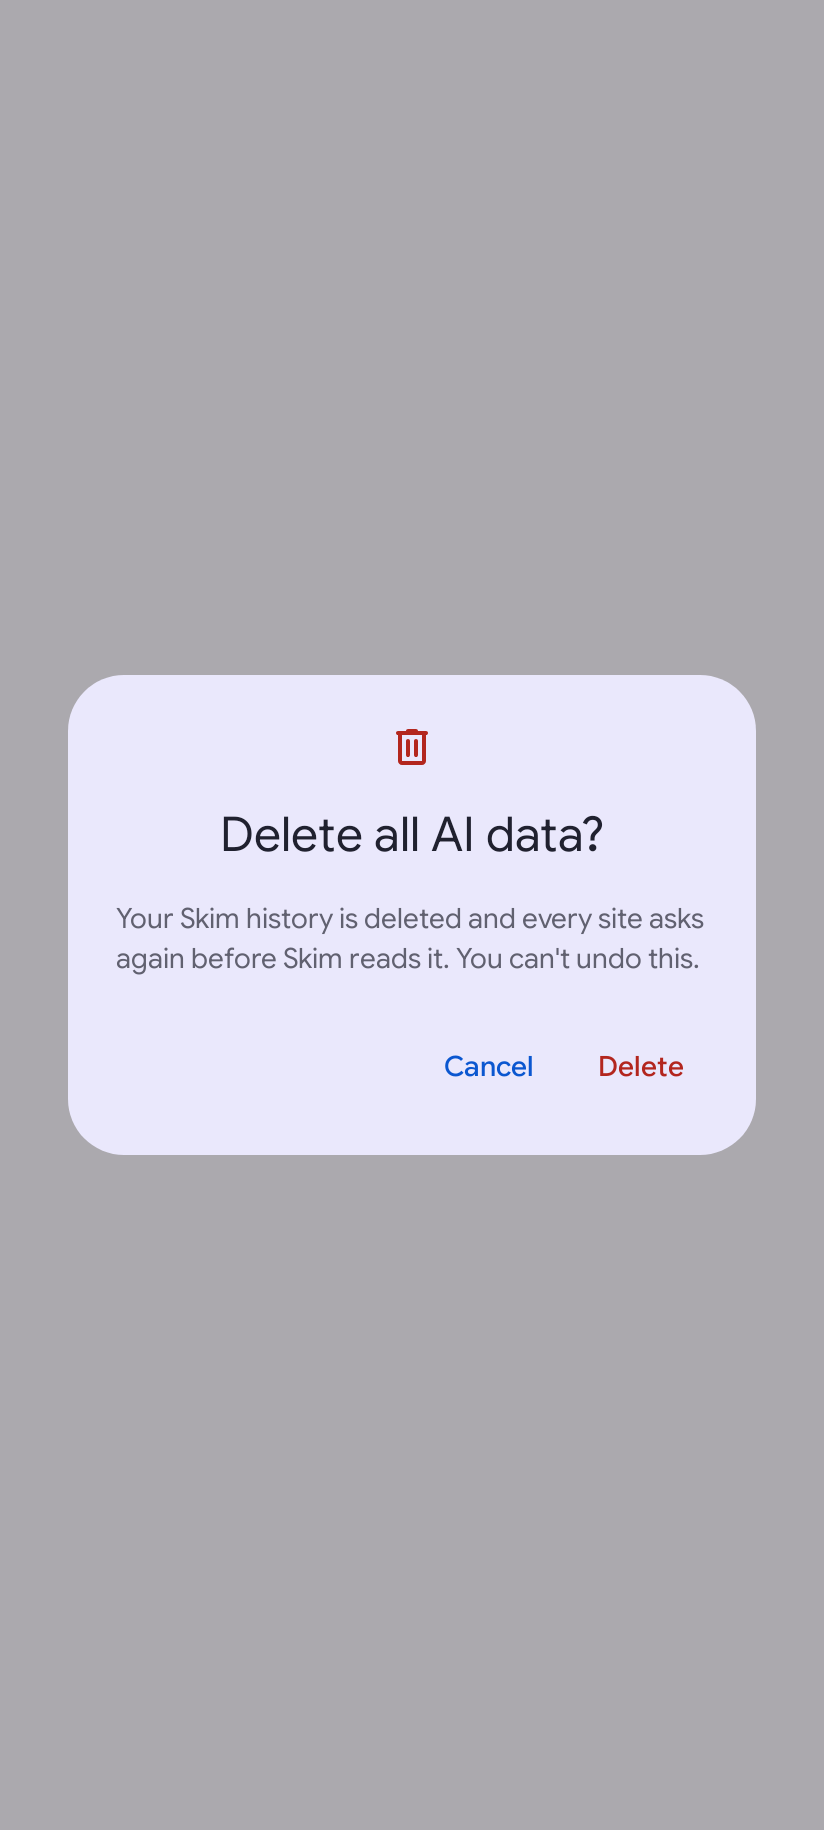 Delete all AI data?
Your Skim history is deleted and every site asks
again before Skim reads it. You can't undo this.
Cancel Delete